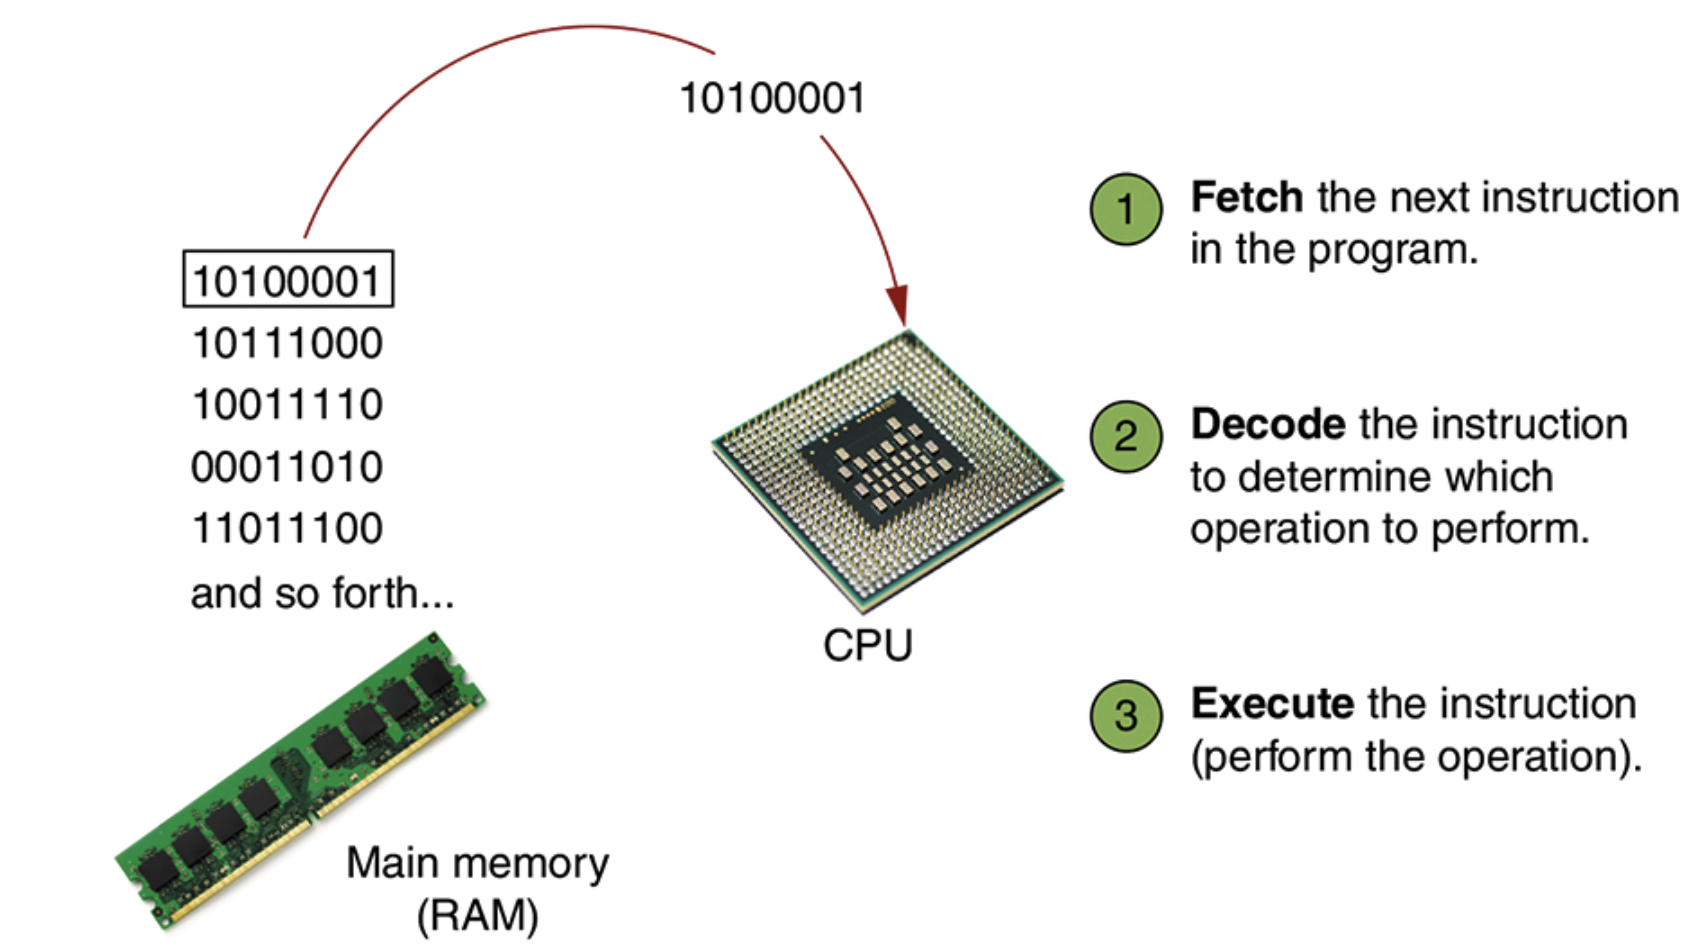 10100001
10100001
10111000
10011110
00011010
11011100
and so forth...
Main memory
(RAM)
CPU
1
Fetch the next instruction
in the program.
2
Decode the instruction
to determine which
operation to perform.
3
Execute the instruction
(perform the operation).